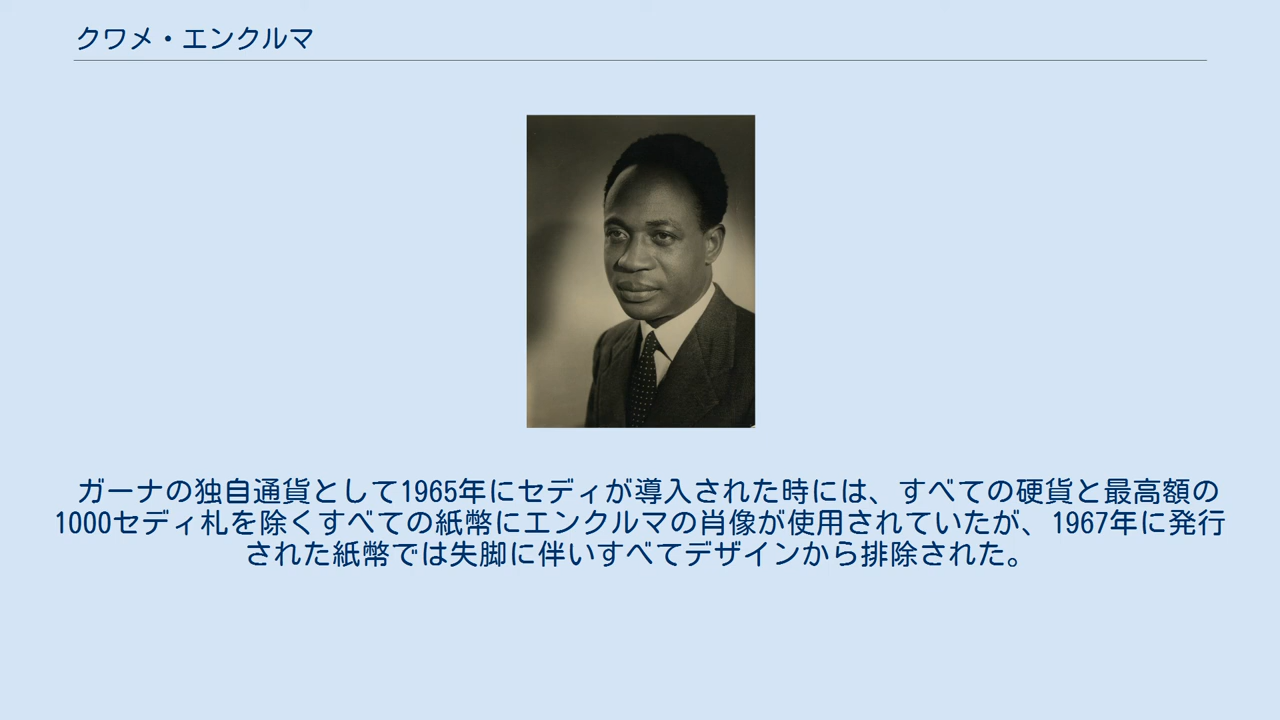 クワメ・エンクルマ
ガーナの独自通貨として1965年にセディが導入された時には、すべての硬貨と最高額の
1000セディ札を除くすべての紙幣にエンクルマの肖像が使用されていたが、1967年に発行
された紙幣では失脚に伴いすべてデザインから排除された。